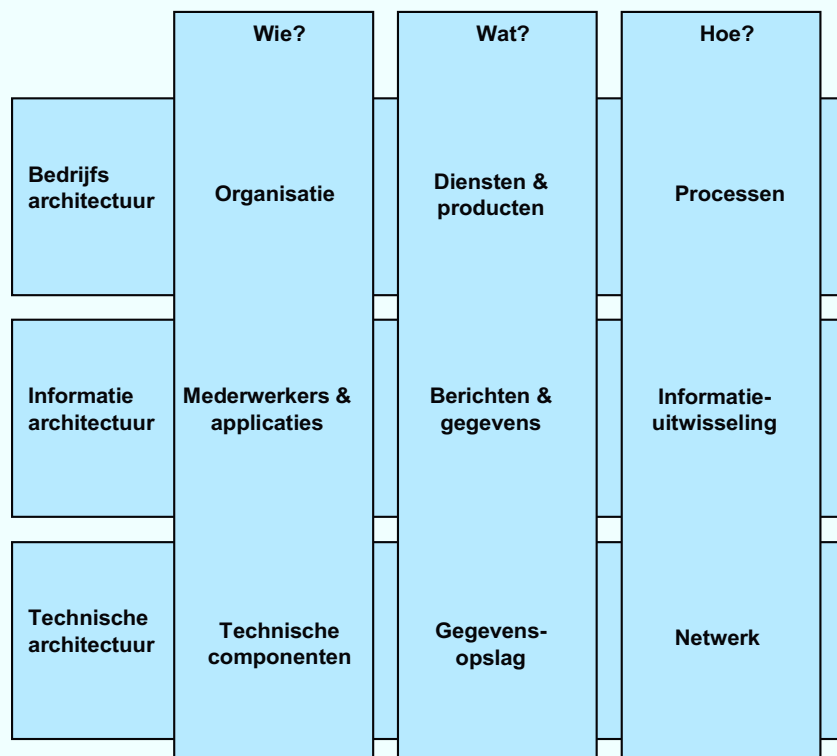 Wie? Wat? Hoe?
Bedrijfs
architectuur
Organisatie
Diensten &
producten
Processen
Informatie
architectuur
Mederwerkers &
applicaties
Berichten &
gegevens
Informatie-
uitwisseling
Technische
architectuur
Technische
componenten
Gegevens-
opslag
Netwerk